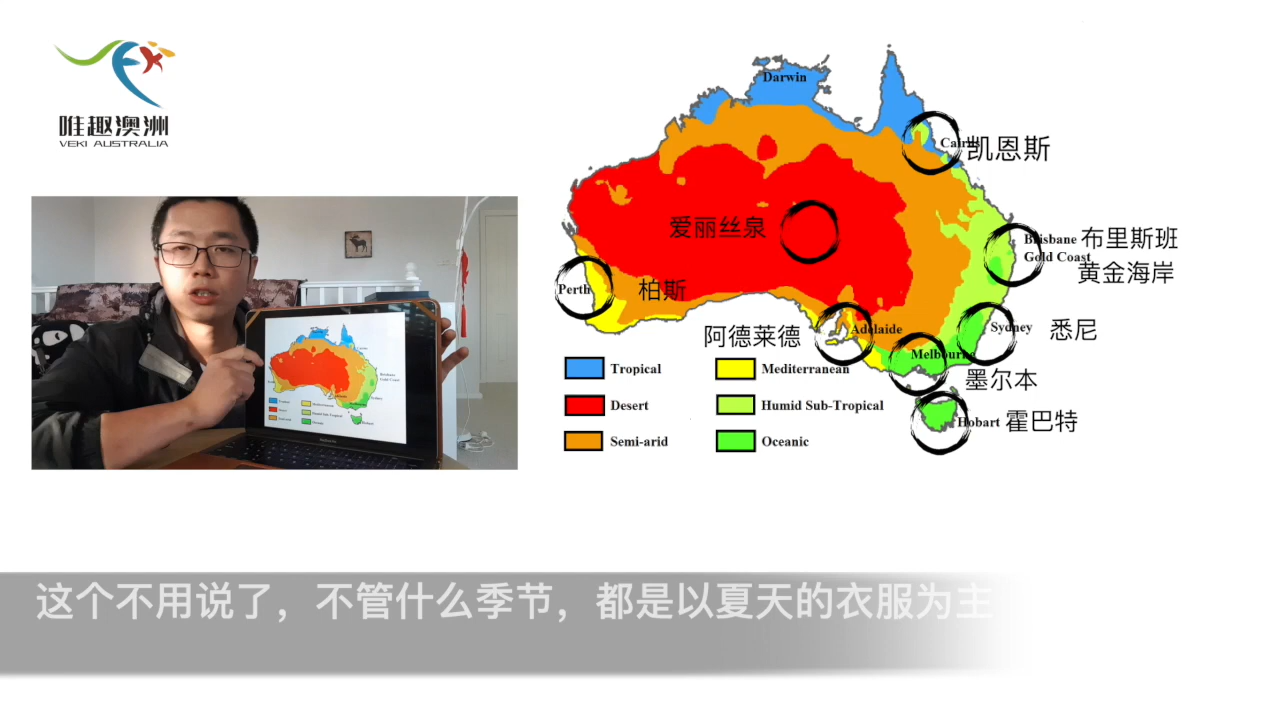 唯趣澳洲
VEKI AUSTRALIA
Darwin
Cairns
凯恩斯
爱丽丝泉
Brisbane
布里斯班
Gold Coast
黄金海岸
Perth
柏斯
阿德莱德
Adelaide
Sydney
悉尼
Melbourne
墨尔本
Hobart
霍巴特
Tropical
Mediterranean
Desert
Humid Sub-Tropical
Semi-arid
Oceanic
这个不用说了，不管什么季节，都是以夏天的衣服为主